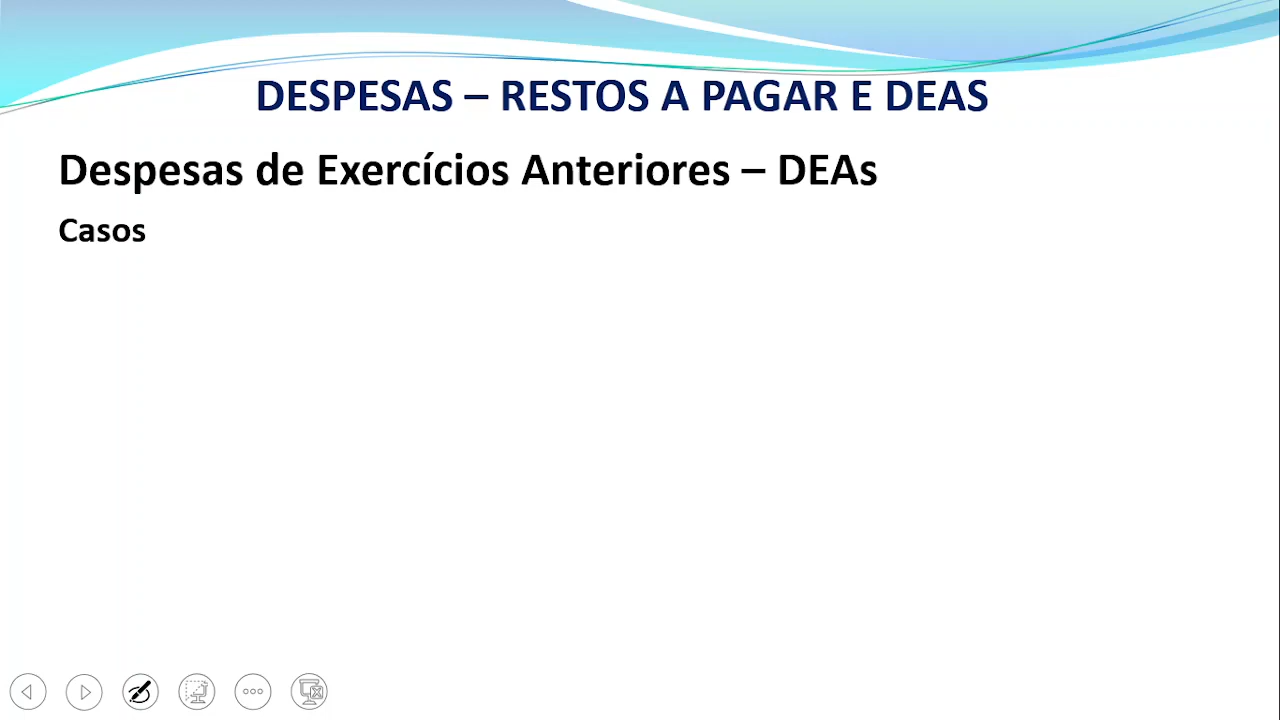 DESPESAS – RESTOS A PAGAR E DEAS
Despesas de Exercícios Anteriores – DEAs
Casos